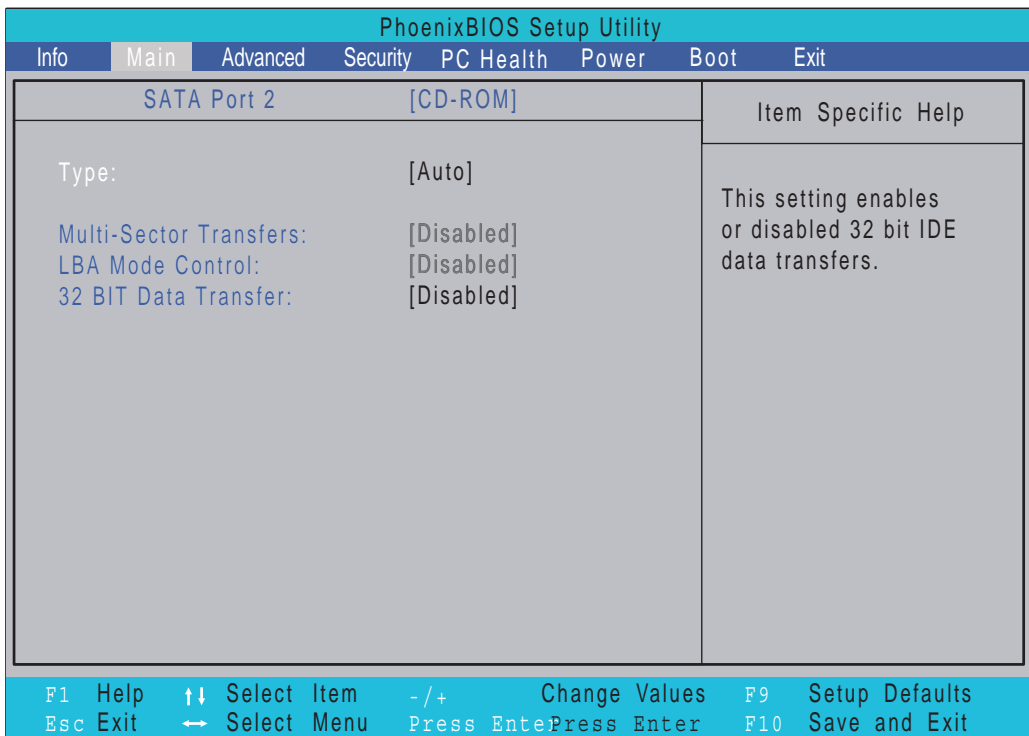 PhoenixBIOS Setup Utility
Info Main Advanced Security PC Health Power Boot Exit
SATA Port 2 [CD-ROM]
Item Specific Help
Type: [Auto]
Multi-Sector Transfers: [Disabled]
LBA Mode Control: [Disabled]
32 BIT Data Transfer: [Disabled]
This setting enables
or disabled 32 bit IDE
data transfers.
F1 Help ↑↓ Select Item -/+ Change Values F9 Setup Defaults
Esc Exit ↔ Select Menu Press Enter Press Enter F10 Save and Exit